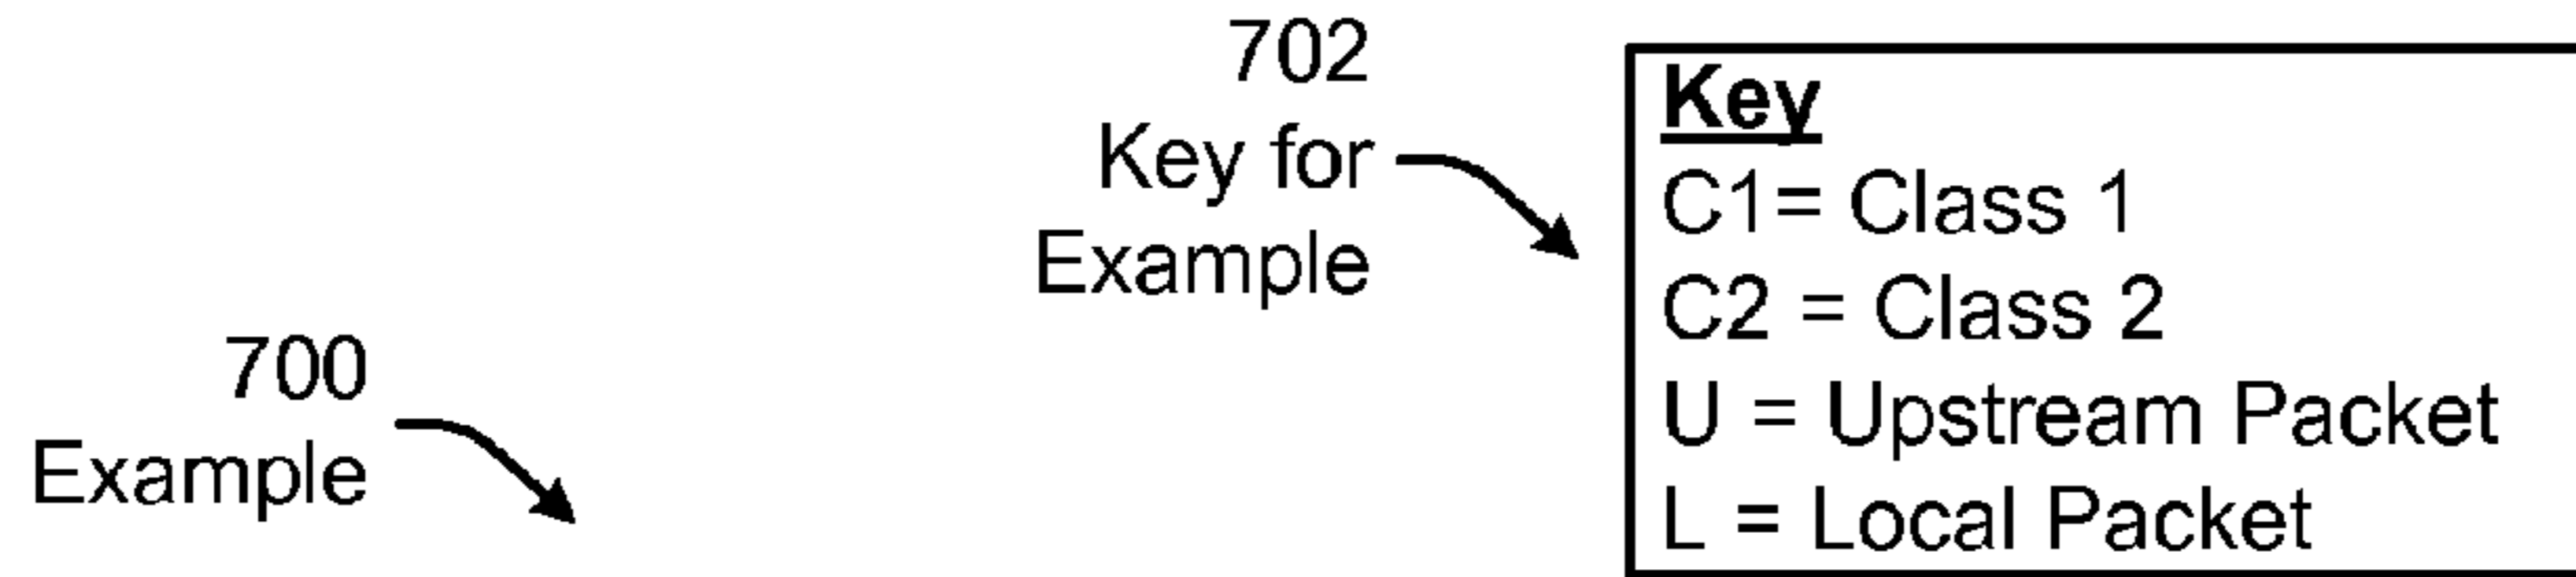 702
Key for
Example
Key
C1= Class 1
C2 = Class 2
U = Upstream Packet
L = Local Packet
700
Example